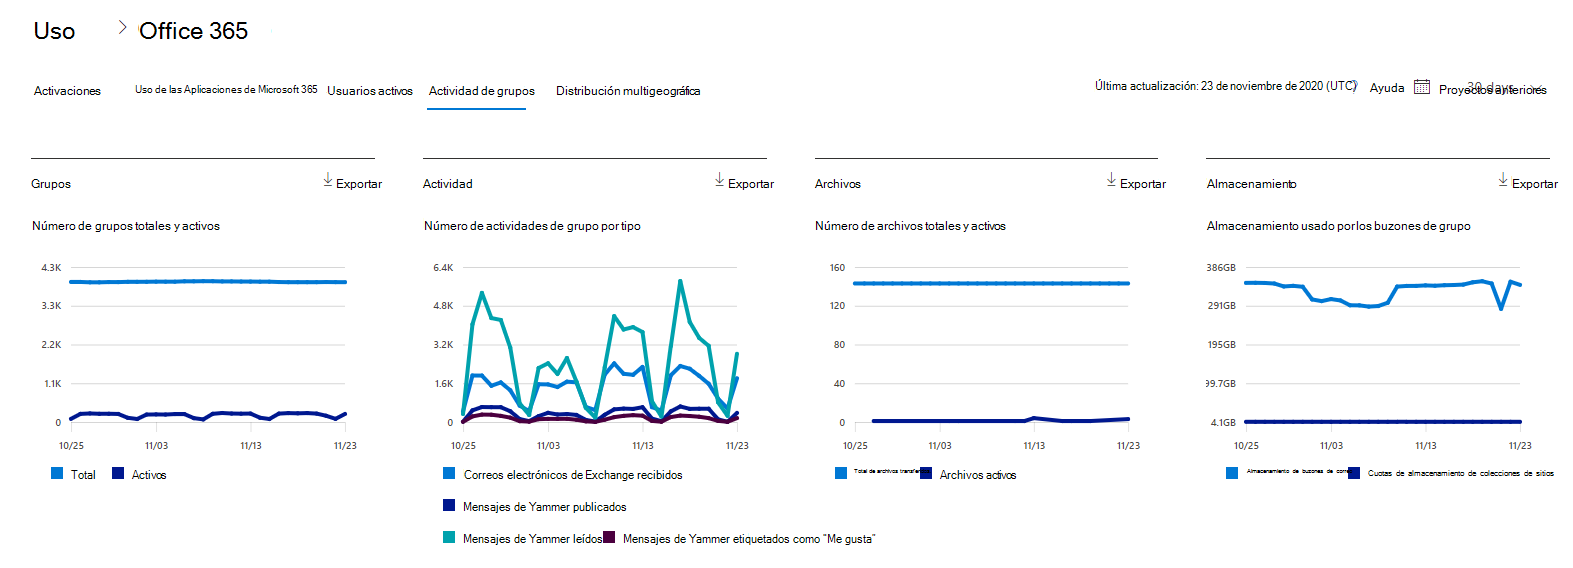 Uso > Office 365
Activaciones Uso de las Aplicaciones de Microsoft 365 Usuarios activos Actividad de grupos Distribución multigeográfica
Última actualización: 23 de noviembre de 2020 (UTC) Ayuda Proyectos anteriores 30 days
Grupos Exportar
Número de grupos totales y activos
4.3K
3.3K
2.2K
1.1K
0
10/25 11/03 11/13 11/23
Total Activos
Actividad Exportar
Número de actividades de grupo por tipo
6.4K
4.8K
3.2K
1.6K
0
10/25 11/03 11/13 11/23
Correos electrónicos de Exchange recibidos
Mensajes de Yammer publicados
Mensajes de Yammer leídos Mensajes de Yammer etiquetados como "Me gusta"
Archivos Exportar
Número de archivos totales y activos
160
120
80
40
0
10/25 11/03 11/13 11/23
Total de archivos Archivos activos
Almacenamiento Exportar
Almacenamiento usado por los buzones de grupo
386GB
291GB
195GB
99.7GB
4.1GB
10/25 11/03 11/13 11/23
Almacenamiento de buzones de Cuotas de almacenamiento de colecciones de sitios